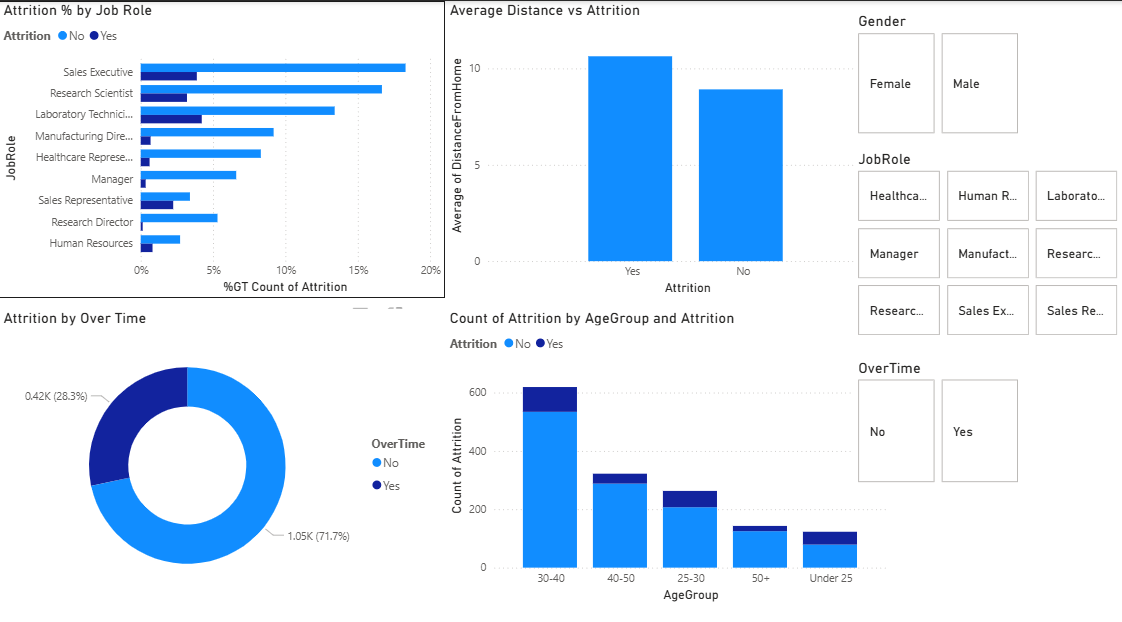 Attrition % by Job Role
Attrition No Yes
JobRole
Sales Executive
Research Scientist
Laboratory Technici...
Manufacturing Dire...
Healthcare Represe...
Manager
Sales Representative
Research Director
Human Resources
0% 5% 10% 15% 20%
%GT Count of Attrition
Average Distance vs Attrition
Average of DistanceFromHome
10
5
0
Yes No
Attrition
Gender
Female Male
JobRole
Healthca... Human R... Laborato...
Manager Manufact... Researc...
Researc... Sales Ex... Sales Re...
OverTime
No Yes
Attrition by Over Time
0.42K (28.3%)
1.05K (71.7%)
OverTime
No
Yes
Count of Attrition by AgeGroup and Attrition
Attrition No Yes
Count of Attrition
600
400
200
0
30-40 40-50 25-30 50+ Under 25
AgeGroup